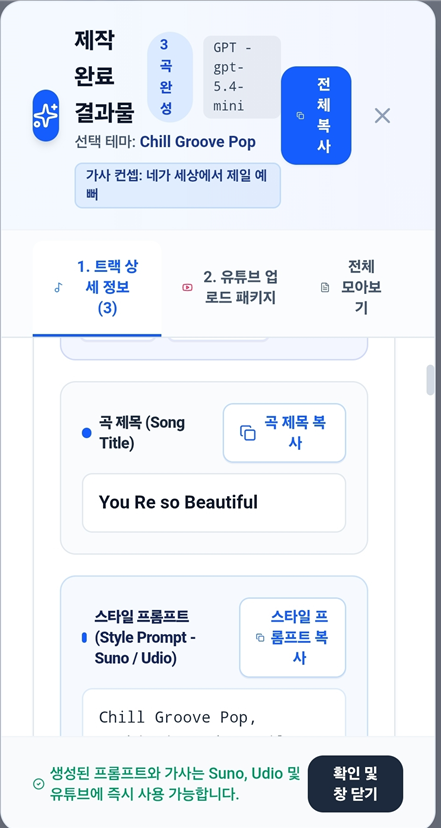 제작
완료
결과물
3
곡
완
성
GPT -
gpt-
5.4-
mini
전
체
복
사
선택 테마: Chill Groove Pop
가사 컨셉: 네가 세상에서 제일 예
뻐
1. 트랙 상
세 정보
(3)
2. 유튜브 업
로드 패키지
전체
모아보
기
곡 제목 (Song
Title)
곡 제목 복
사
You Re so Beautiful
스타일 프롬프트
(Style Prompt -
Suno / Udio)
스타일 프
롬프트 복
사
Chill Groove Pop,
생성된 프롬프트와 가사는 Suno, Udio 및
유튜브에 즉시 사용 가능합니다.
확인 및
창 닫기